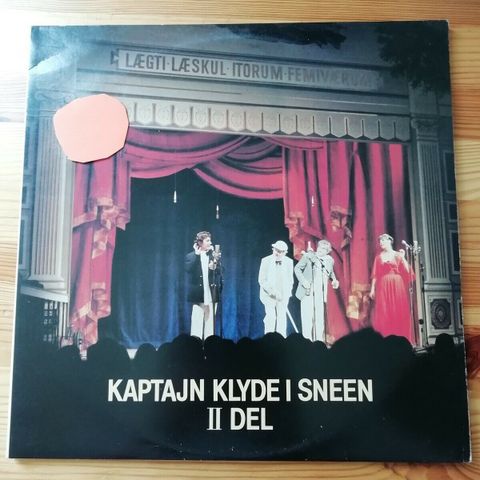 LÆGTI·LÆSKUL·ITORUM·FEMIVÆRUM
KAPTAJN KLYDE I SNEEN
II DEL